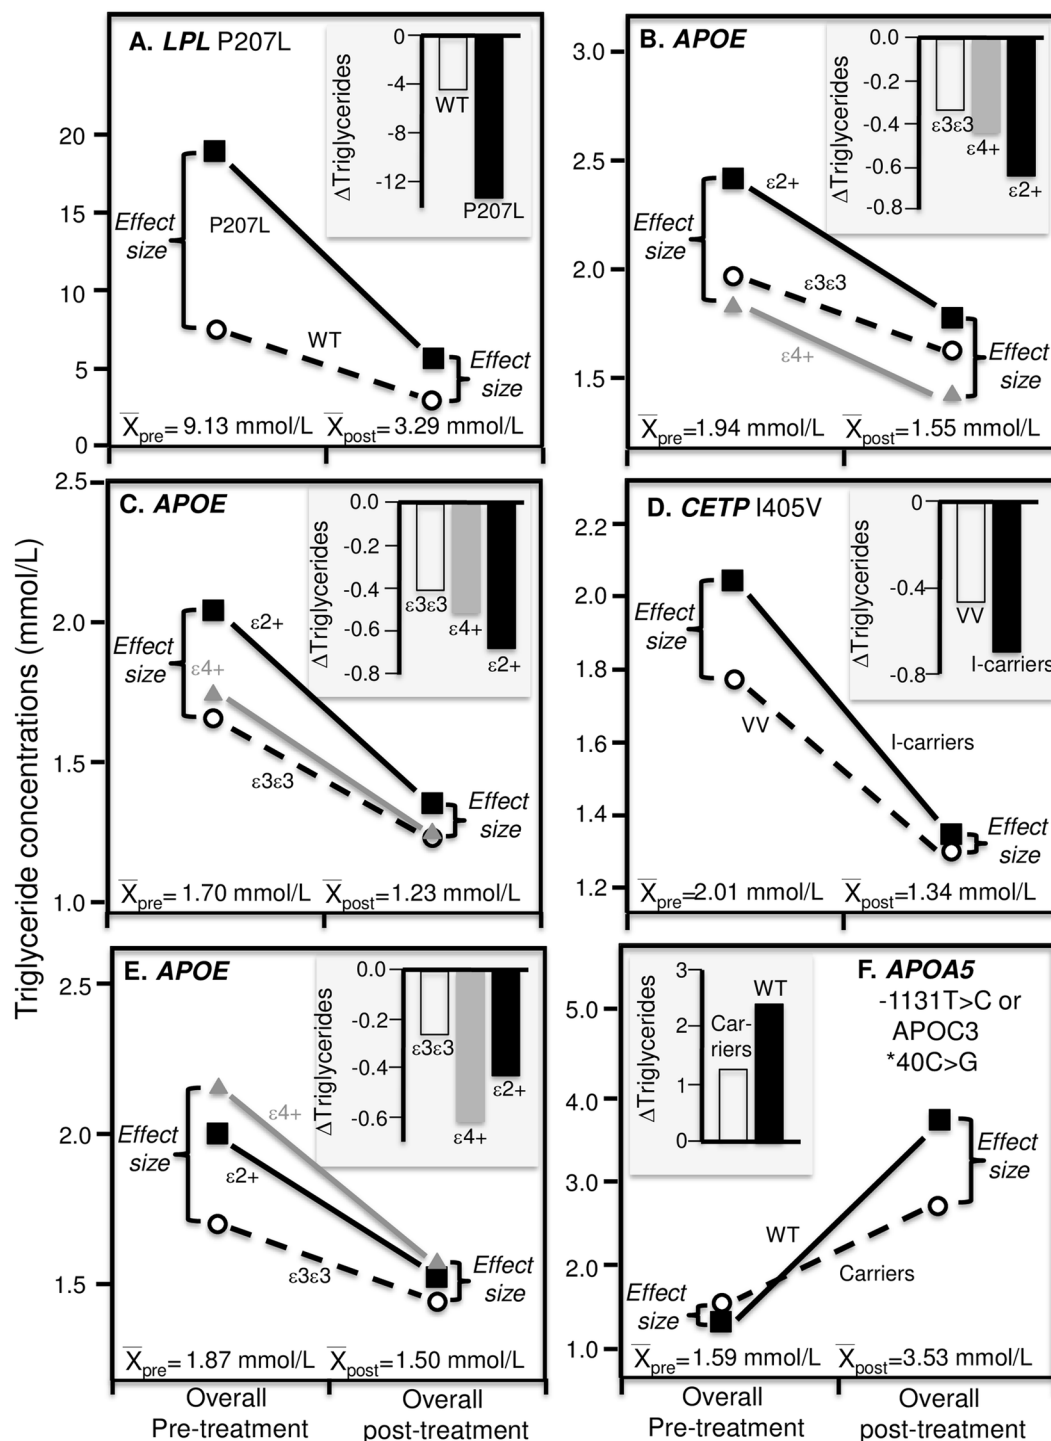 Triglyceride concentrations (mmol/L)
A. LPL P207L
20
15
10
5
0
Effect
size
P207L
WT
Effect
size
X̅pre= 9.13 mmol/L
X̅post=3.29 mmol/L
ΔTriglycerides
0
-4
-8
-12
WT
P207L
B. APOE
3.0
2.5
2.0
1.5
Effect
size
ε2+
ε3ε3
ε4+
Effect
size
X̅pre=1.94 mmol/L
X̅post=1.55 mmol/L
ΔTriglycerides
0.0
-0.2
-0.4
-0.6
-0.8
ε3ε3
ε4+
ε2+
C. APOE
2.5
2.0
1.5
1.0
Effect
size
ε2+
ε4+
ε3ε3
Effect
size
X̅pre= 1.70 mmol/L
X̅post=1.23 mmol/L
ΔTriglycerides
0.0
-0.2
-0.4
-0.6
-0.8
ε3ε3
ε4+
ε2+
D. CETP I405V
2.2
2.0
1.8
1.6
1.4
1.2
Effect
size
VV
I-carriers
Effect
size
X̅pre=2.01 mmol/L
X̅post=1.34 mmol/L
ΔTriglycerides
0
-0.4
-0.8
VV
I-carriers
E. APOE
2.5
2.0
1.5
Effect
size
ε4+
ε2+
ε3ε3
Effect
size
X̅pre= 1.87 mmol/L
X̅post=1.50 mmol/L
ΔTriglycerides
0.0
-0.2
-0.4
-0.6
ε3ε3
ε4+
ε2+
Overall
Pre-treatment
Overall
post-treatment
F. APOA5
-1131T>C or
APOC3
*40C>G
5.0
4.0
3.0
2.0
1.0
Effect
size
WT
Carriers
Effect
size
X̅pre=1.59 mmol/L
X̅post=3.53 mmol/L
ΔTriglycerides
3
2
1
0
Car-
riers
WT
Overall
Pre-treatment
Overall
post-treatment